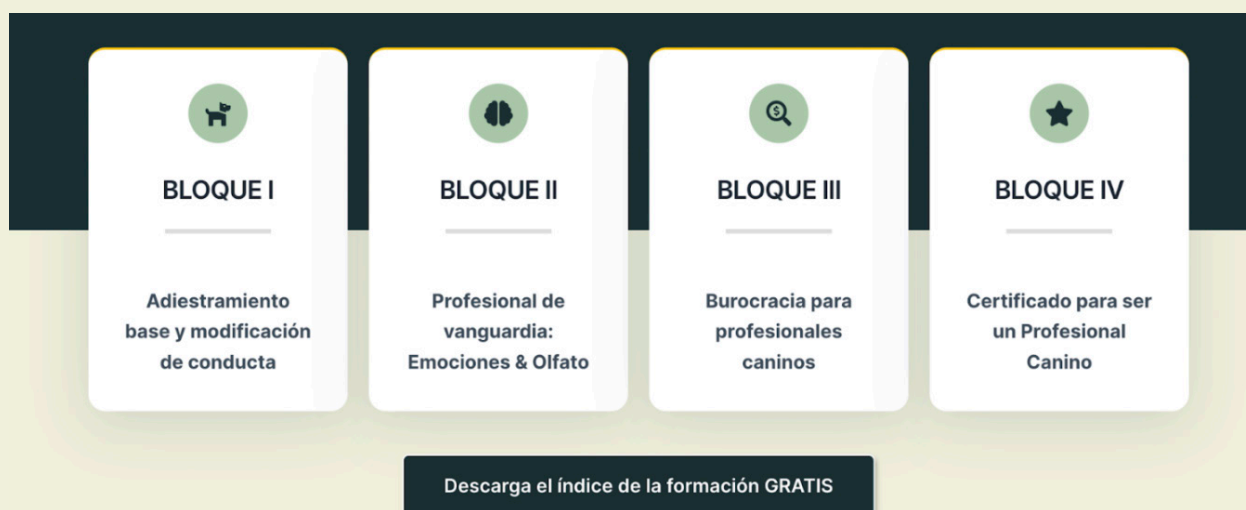 BLOQUE I
Adiestramiento
base y modificación
de conducta
BLOQUE II
Profesional de
vanguardia:
Emociones & Olfato
BLOQUE III
Burocracia para
profesionales
caninos
BLOQUE IV
Certificado para ser
un Profesional
Canino
Descarga el índice de la formación GRATIS